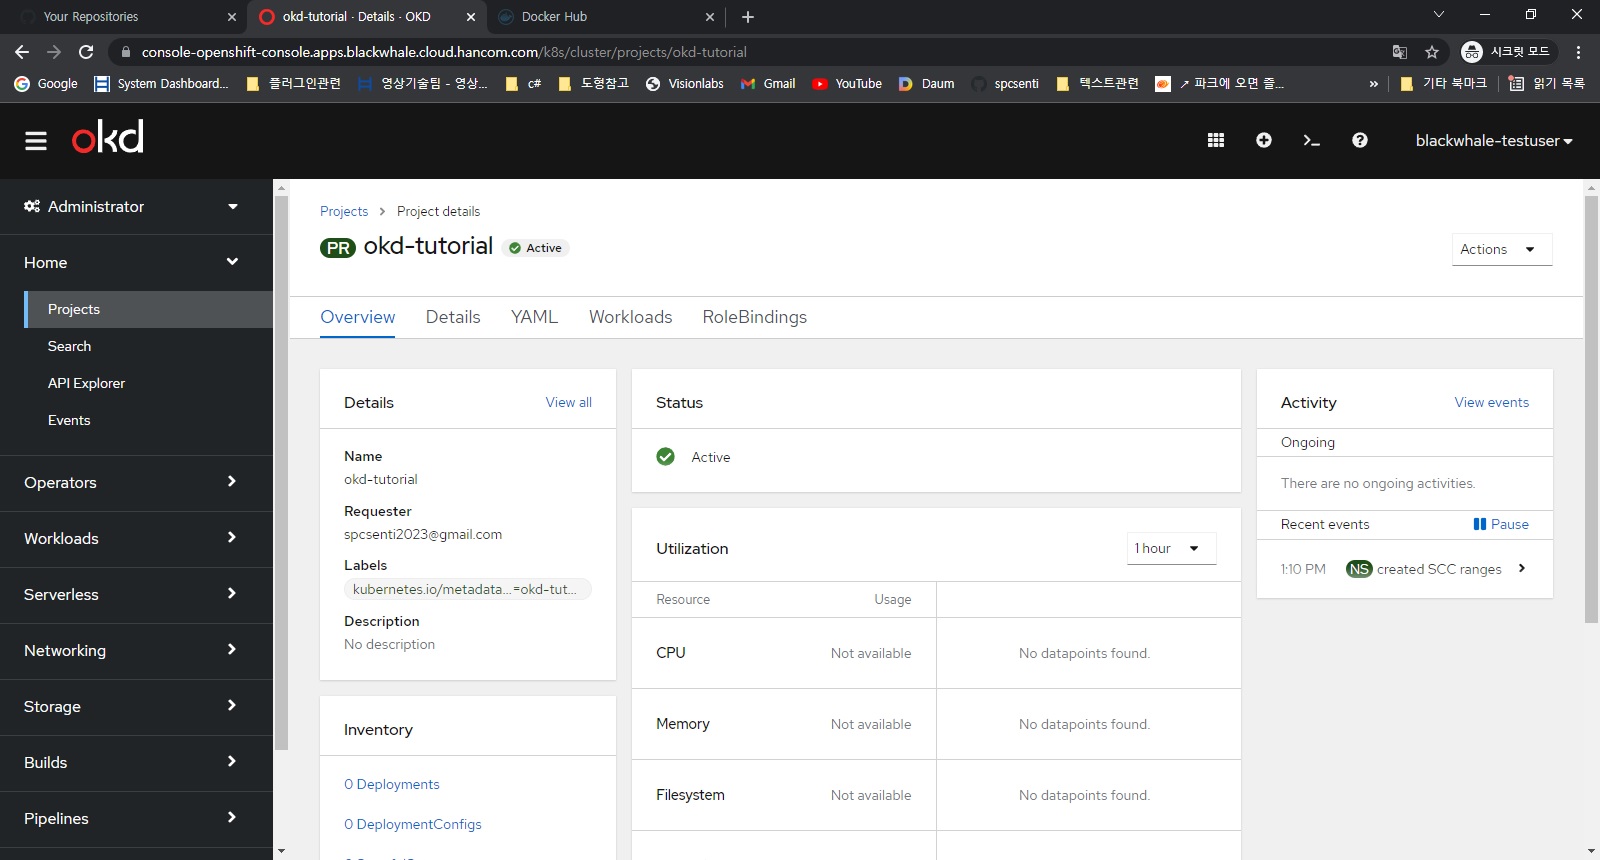 Your Repositories
okd-tutorial · Details · OKD
Docker Hub
console-openshift-console.apps.blackwhale.cloud.hancom.com/k8s/cluster/projects/okd-tutorial
시크릿 모드
Google
System Dashboard...
플러그인관련
영상기술팀 - 영상...
c#
도형참고
Visionlabs
Gmail
YouTube
Daum
spcsenti
텍스트관련
↗ 파크에 오면 즐...
»
기타 북마크
읽기 목록
okd
blackwhale-testuser
Administrator
Home
Projects
Search
API Explorer
Events
Operators
Workloads
Serverless
Networking
Storage
Builds
Pipelines
Projects > Project details
PR okd-tutorial Active
Actions
Overview Details YAML Workloads RoleBindings
Details View all
Name
okd-tutorial
Requester
spcsenti2023@gmail.com
Labels
kubernetes.io/metadata...=okd-tut...
Description
No description
Inventory
0 Deployments
0 DeploymentConfigs
Status
Active
Utilization 1 hour
Resource Usage
CPU Not available No datapoints found.
Memory Not available No datapoints found.
Filesystem Not available No datapoints found.
Activity View events
Ongoing
There are no ongoing activities.
Recent events Pause
1:10 PM NS created SCC ranges